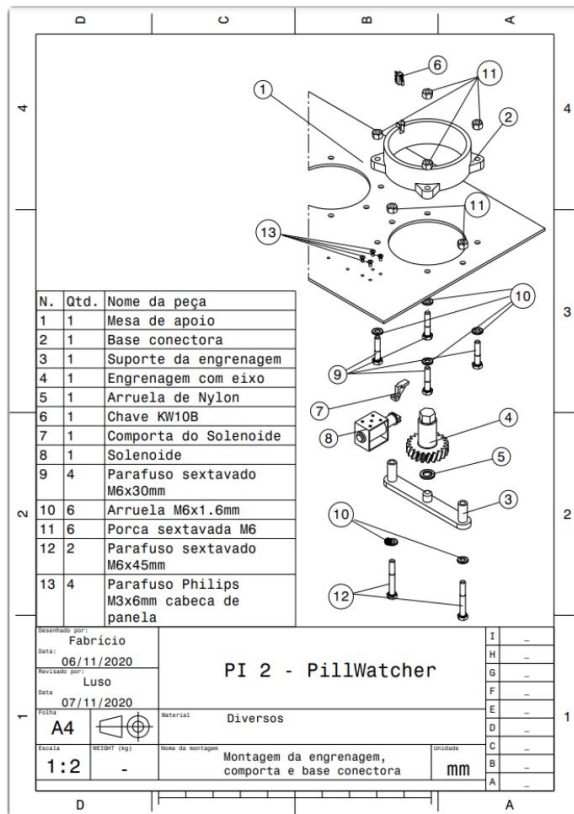 D C B A
4 4
6
11
1
2
11
13
10
3
9
7
8
4
5
3
10
12
2 2
1 1
N. Qtd. Nome da peça
1 1 Mesa de apoio
2 1 Base conectora
3 1 Suporte da engrenagem
4 1 Engrenagem com eixo
5 1 Arruela de Nylon
6 1 Chave KW10B
7 1 Comporta do Solenoide
8 1 Solenoide
9 4 Parafuso sextavado
M6x30mm
10 6 Arruela M6x1.6mm
11 6 Porca sextavada M6
12 2 Parafuso sextavado
M6x45mm
13 4 Parafuso Philips
M3x6mm cabeca de
panela
Desenhado por:
Fabrício
Data:
06/11/2020
Revisado por:
Luso
Data
07/11/2020
PI 2 - PillWatcher
Folha
A4
Material
Diversos
Escala
1:2
WEIGHT (kg)
-
Nome da montagem
Montagem da engrenagem,
comporta e base conectora
Unidade
mm
I _
H _
G _
F _
E _
D _
C _
B _
A _
D A